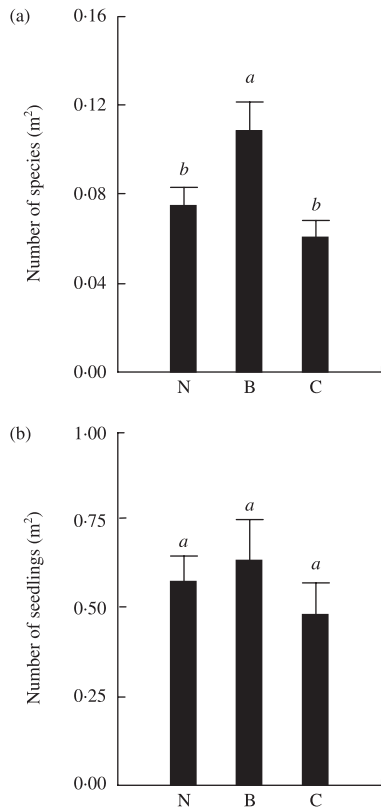 (a)
Number of species (m²)
0·16
0·12
0·08
0·04
0·00
b
a
b
N B C
(b)
Number of seedlings (m²)
1·00
0·75
0·50
0·25
0·00
a
a
a
N B C